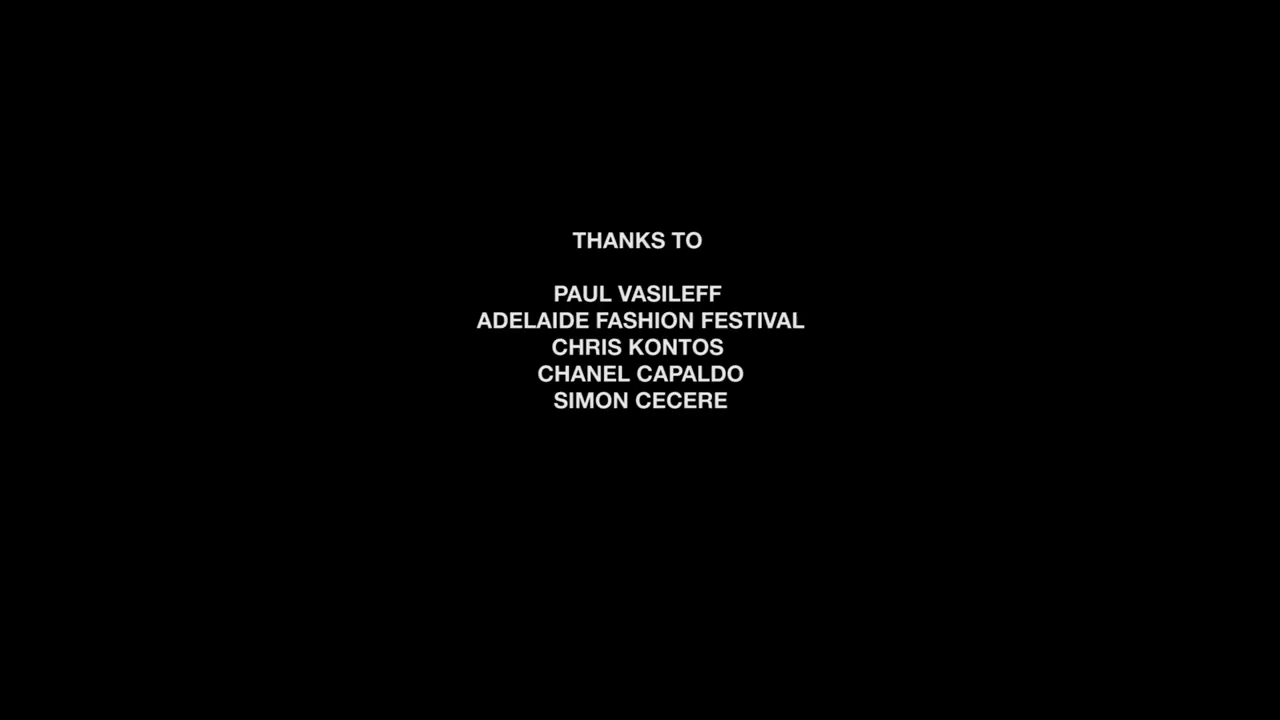 THANKS TO
PAUL VASILEFF
ADELAIDE FASHION FESTIVAL
CHRIS KONTOS
CHANEL CAPALDO
SIMON CECERE